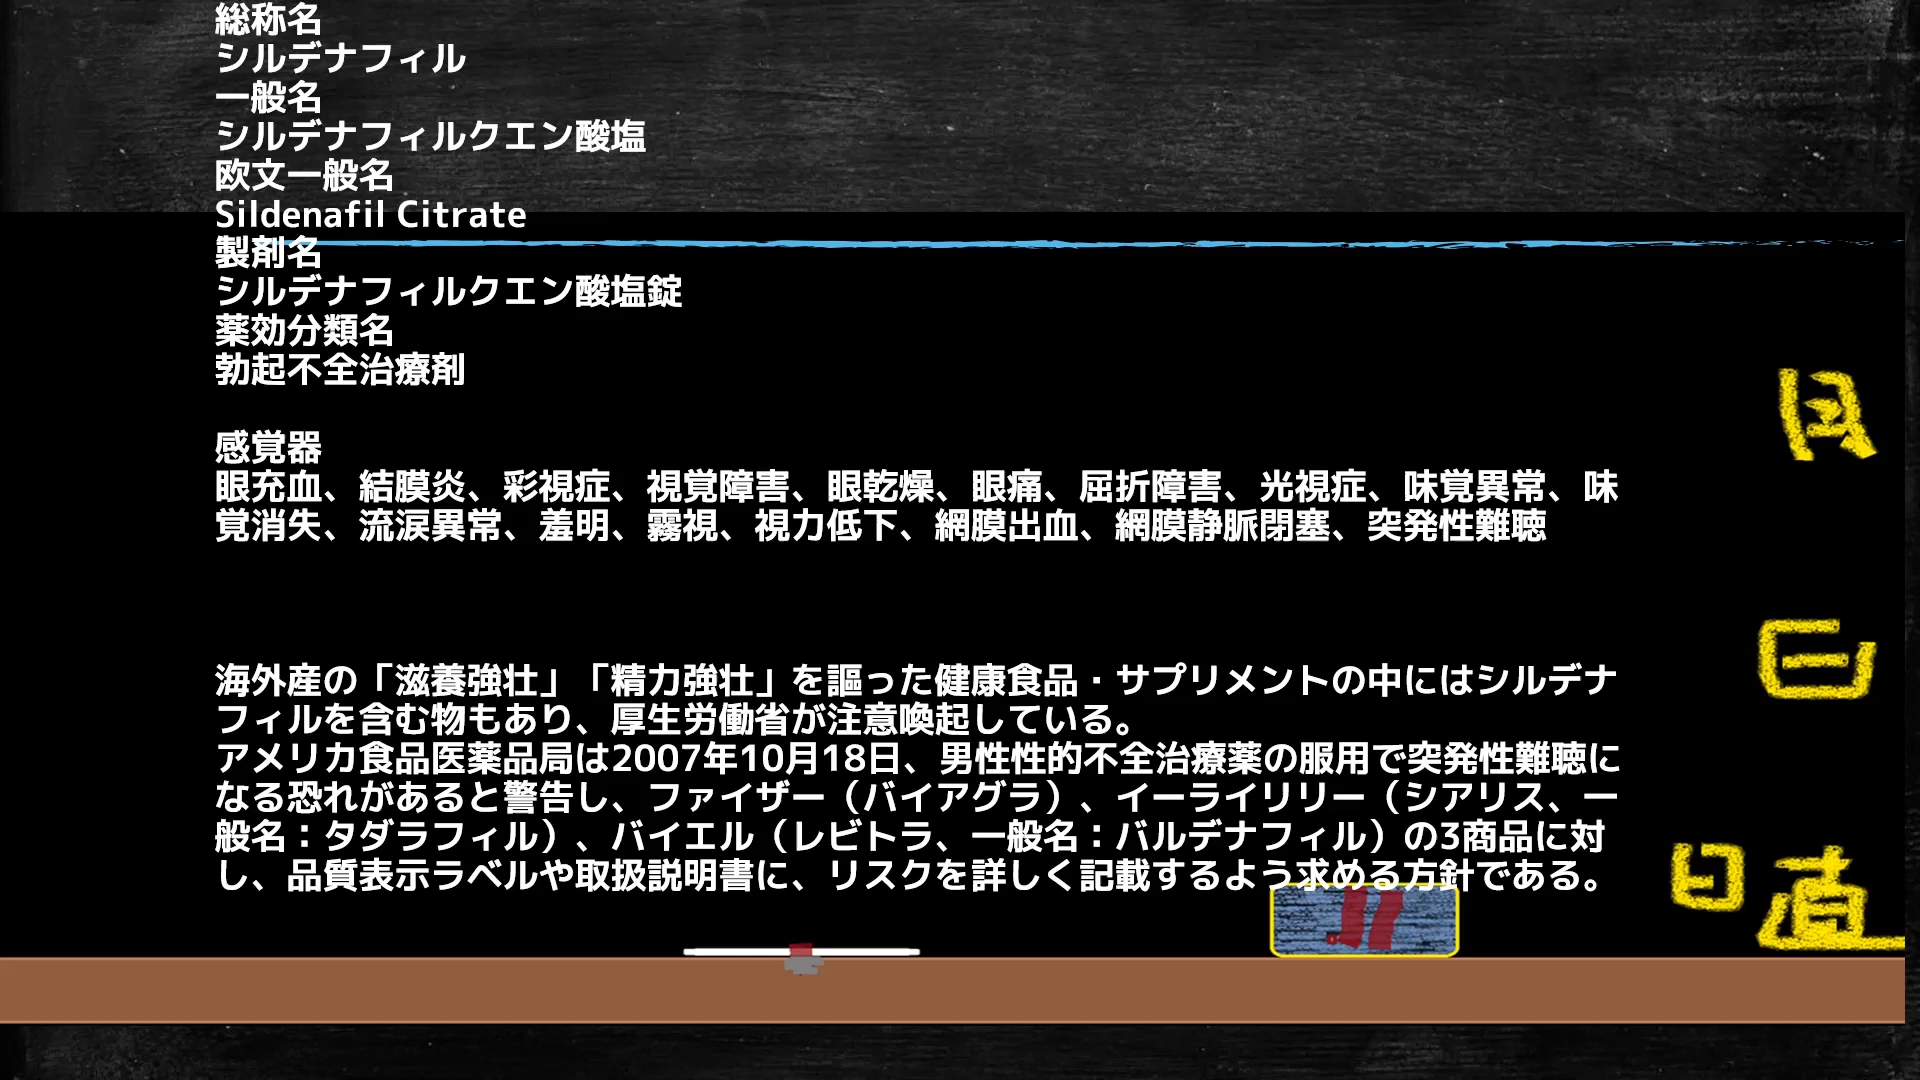 総称名
シルデナフィル
一般名
シルデナフィルクエン酸塩
欧文一般名
Sildenafil Citrate
製剤名
シルデナフィルクエン酸塩錠
薬効分類名
勃起不全治療剤
感覚器
眼充血、結膜炎、彩視症、視覚障害、眼乾燥、眼痛、屈折障害、光視症、味覚異常、味
覚消失、流涙異常、羞明、霧視、視力低下、網膜出血、網膜静脈閉塞、突発性難聴
海外産の「滋養強壮」「精力強壮」を謳った健康食品・サプリメントの中にはシルデナ
フィルを含む物もあり、厚生労働省が注意喚起している。
アメリカ食品医薬品局は2007年10月18日、男性性的不全治療薬の服用で突発性難聴に
なる恐れがあると警告し、ファイザー（バイアグラ）、イーライリリー（シアリス、一
般名：タダラフィル）、バイエル（レビトラ、一般名：バルデナフィル）の3商品に対
し、品質表示ラベルや取扱説明書に、リスクを詳しく記載するよう求める方針である。
日直